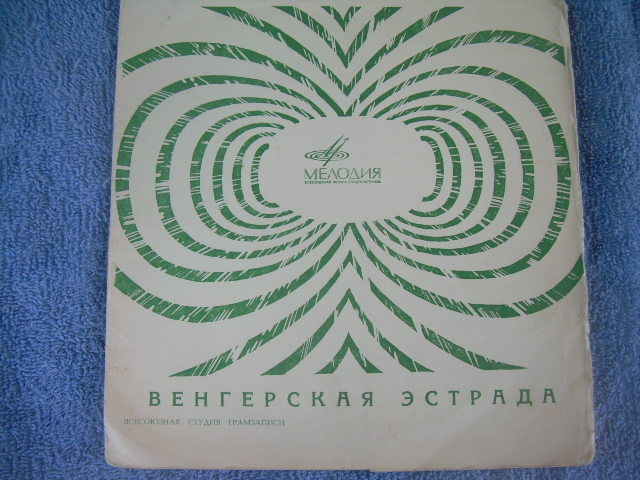 МЕЛОДИЯ
ВСЕСОЮЗНАЯ ФИРМА ГРАМПЛАСТИНОК
ВЕНГЕРСКАЯ ЭСТРАДА
ВСЕСОЮЗНАЯ СТУДИЯ ГРАМЗАПИСИ